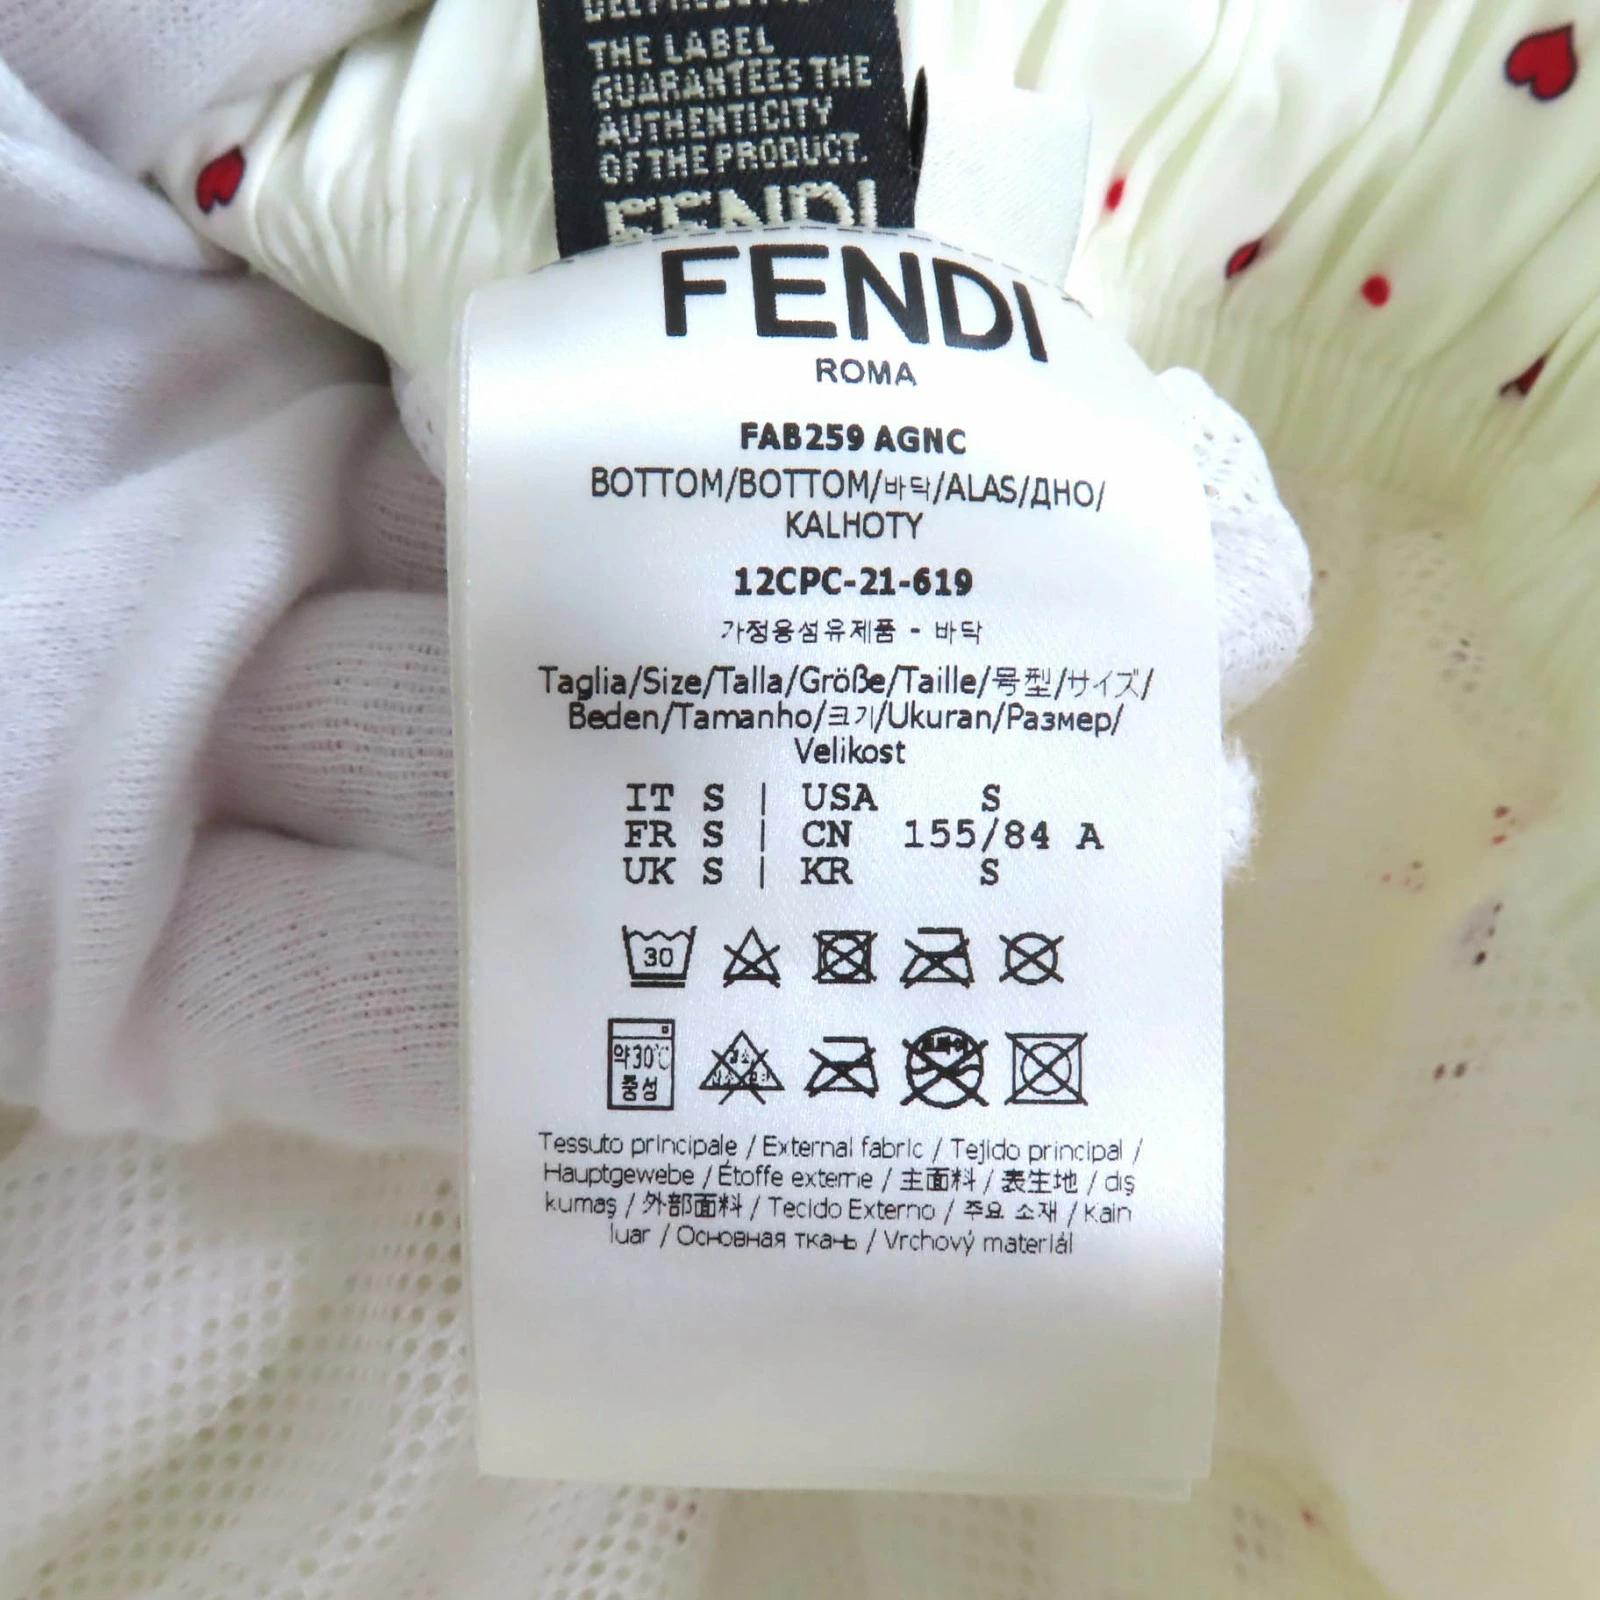 THE LABEL
GUARANTEES THE
AUTHENTICITY
OF THE PRODUCT.
FENDI
FENDI
ROMA
FAB259 AGNC
BOTTOM/BOTTOM/바닥/ALAS/ДНО/
KALHOTY
12CPC-21-619
가정용섬유제품 - 바닥
Taglia/Size/Talla/Größe/Taille/号型/サイズ/
Beden/Tamanho/크기/Ukuran/Размер/
Velikost
IT S | USA S
FR S | CN 155/84 A
UK S | KR S
30
약30℃
중성
Tessuto principale / External fabric / Tejido principal /
Hauptgewebe / Étoffe externe / 主面料 / 表生地 / dış
kumaş / 外部面料 / Tecido Externo / 주요 소재 / Kain
luar / Основная ткань / Vrchový materiál